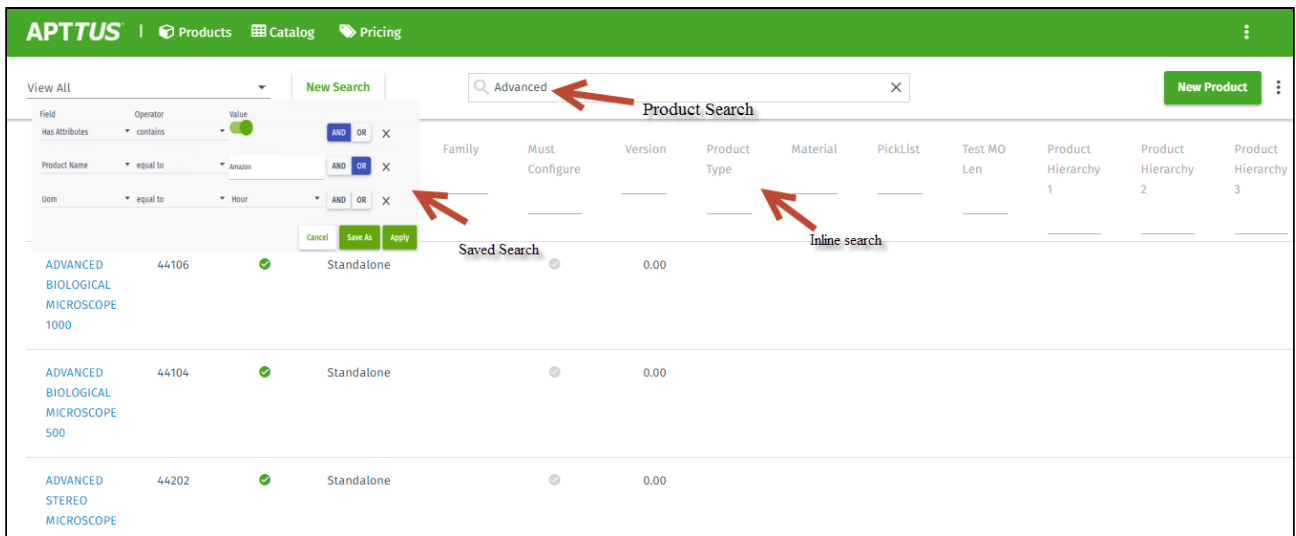 APTTUS | Products Catalog Pricing
View All New Search Advanced New Product
Product Search
Field Operator Value
Has Attributes contains AND OR X
Product Name equal to Amazon AND OR X
Uom equal to Hour AND OR X
Cancel Save As Apply
Saved Search
Family Must Configure Version Product Type Material PickList Test MO Len Product Hierarchy 1 Product Hierarchy 2 Product Hierarchy 3
Inline search
ADVANCED 44106 Standalone 0.00
BIOLOGICAL
MICROSCOPE
1000
ADVANCED 44104 Standalone 0.00
BIOLOGICAL
MICROSCOPE
500
ADVANCED 44202 Standalone 0.00
STEREO
MICROSCOPE